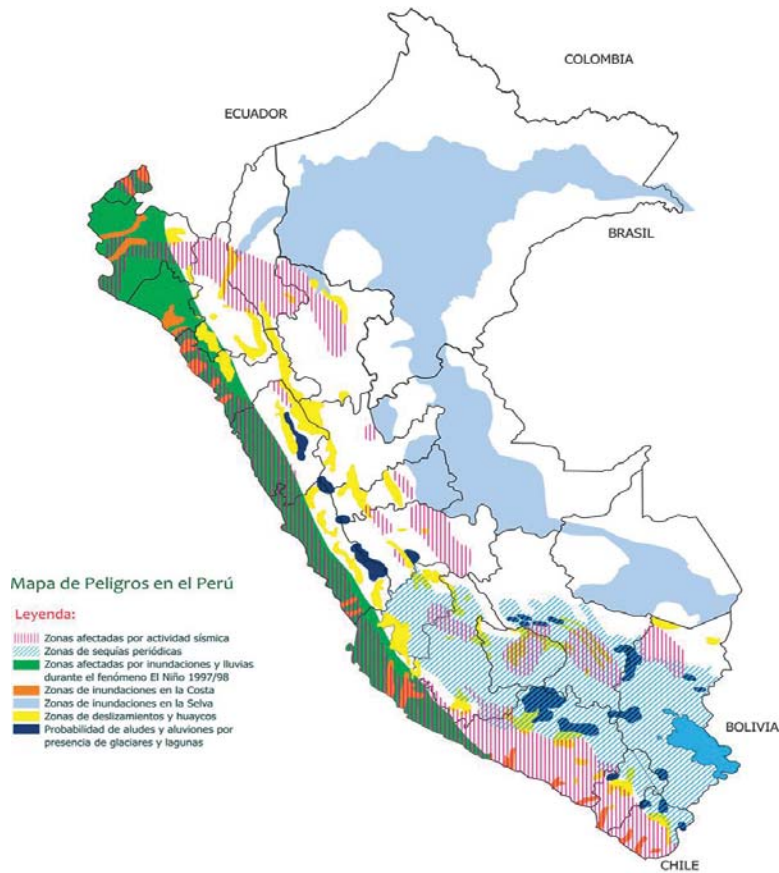 COLOMBIA
ECUADOR
BRASIL
Mapa de Peligros en el Perú
Leyenda:
Zonas afectadas por actividad sísmica
Zonas de sequías periódicas
Zonas afectadas por inundaciones y lluvias
durante el fenómeno El Niño 1997/98
Zonas de inundaciones en la Costa
Zonas de inundaciones en la Selva
Zonas de deslizamientos y huaycos
Probabilidad de aludes y aluviones por
presencia de glaciares y lagunas
BOLIVIA
CHILE